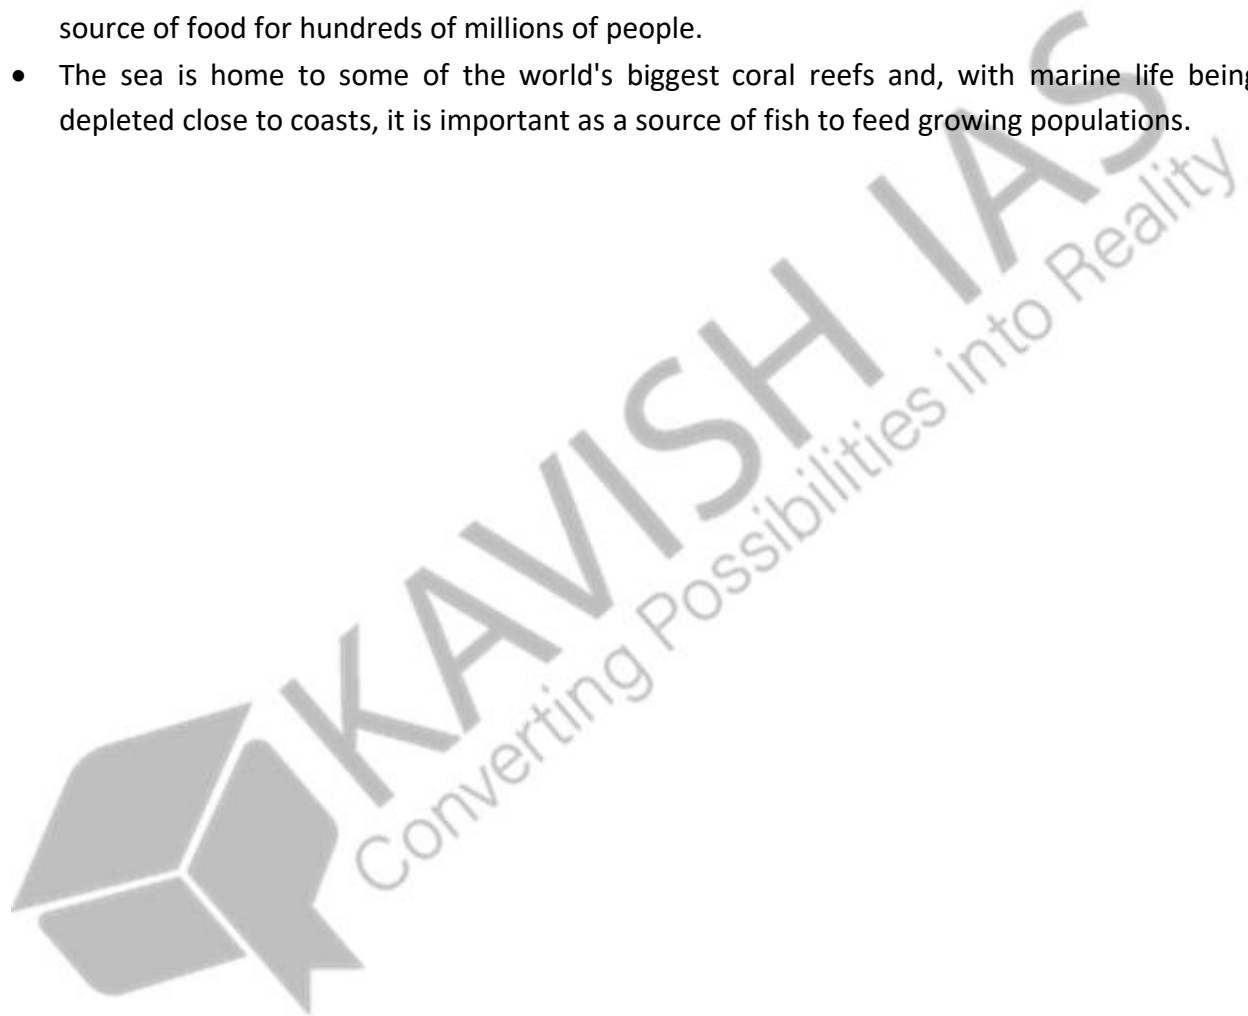 source of food for hundreds of millions of people.
• The sea is home to some of the world's biggest coral reefs and, with marine life being
depleted close to coasts, it is important as a source of fish to feed growing populations.
KAVISH IAS
Converting Possibilities into Reality